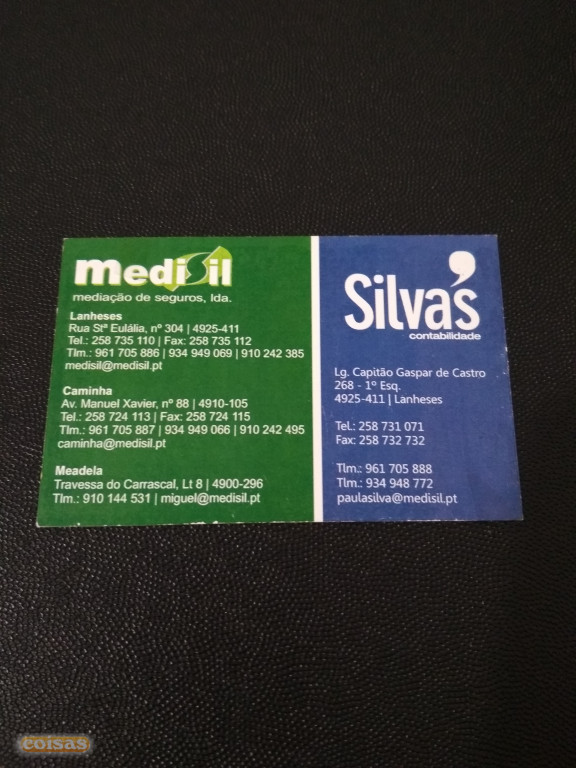 mediSil
mediação de seguros, lda.
Lanheses
Rua Stª Eulália, nº 304 | 4925-411
Tel.: 258 735 110 | Fax: 258 735 112
Tlm.: 961 705 886 | 934 949 069 | 910 242 385
medisil@medisil.pt
Caminha
Av. Manuel Xavier, nº 88 | 4910-105
Tel.: 258 724 113 | Fax: 258 724 115
Tlm.: 961 705 887 | 934 949 066 | 910 242 495
caminha@medisil.pt
Meadela
Travessa do Carrascal, Lt 8 | 4900-296
Tlm.: 910 144 531 | miguel@medisil.pt
Silva's
contabilidade
Lg. Capitão Gaspar de Castro
268 - 1º Esq.
4925-411 | Lanheses
Tel.: 258 731 071
Fax: 258 732 732
Tlm.: 961 705 888
Tlm.: 934 948 772
paulasilva@medisil.pt
coisas